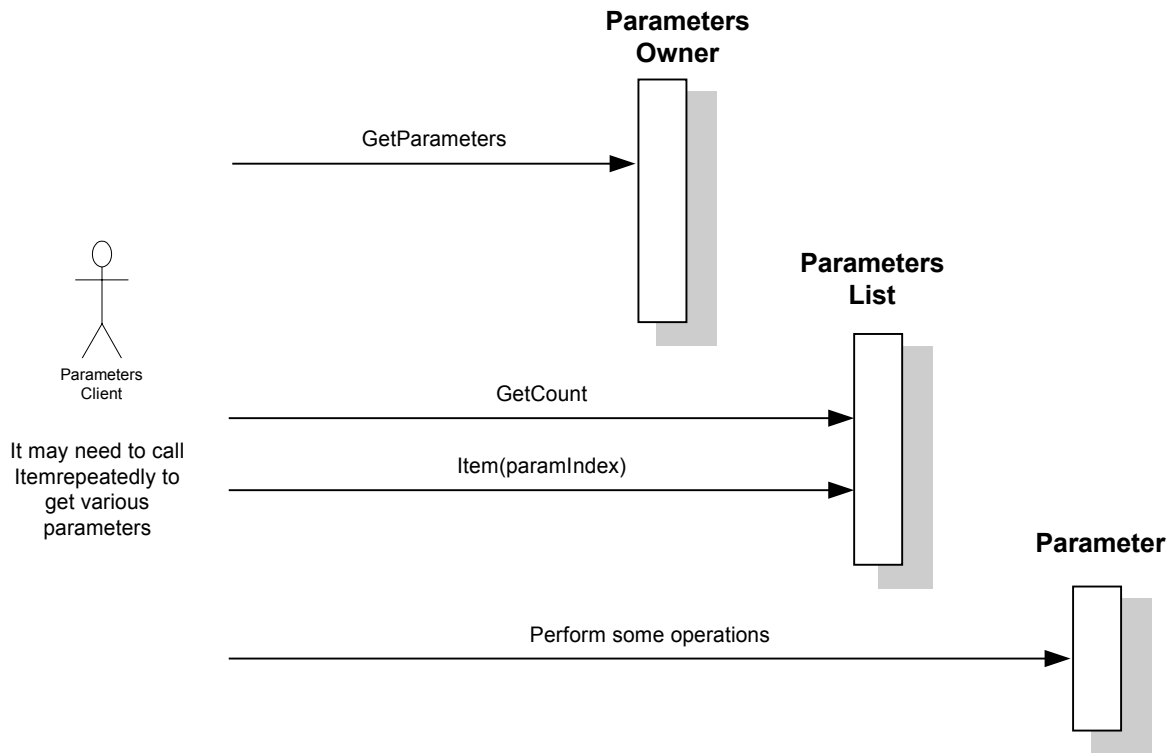 Parameters
Owner
GetParameters
Parameters
List
Parameters
Client
GetCount
It may need to call
Itemrepeatedly to
get various
parameters
Item(paramIndex)
Parameter
Perform some operations